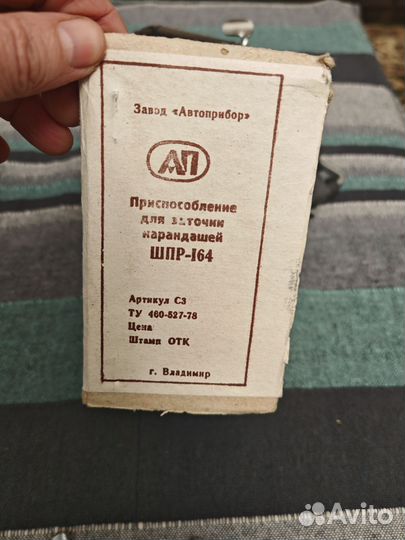 Завод «Автоприбор»
АП
Приспособление
для заточки
карандашей
ШПР-164
Артикул С3
ТУ 460-527-78
Цена
Штамп ОТК
г. Владимир
Avito